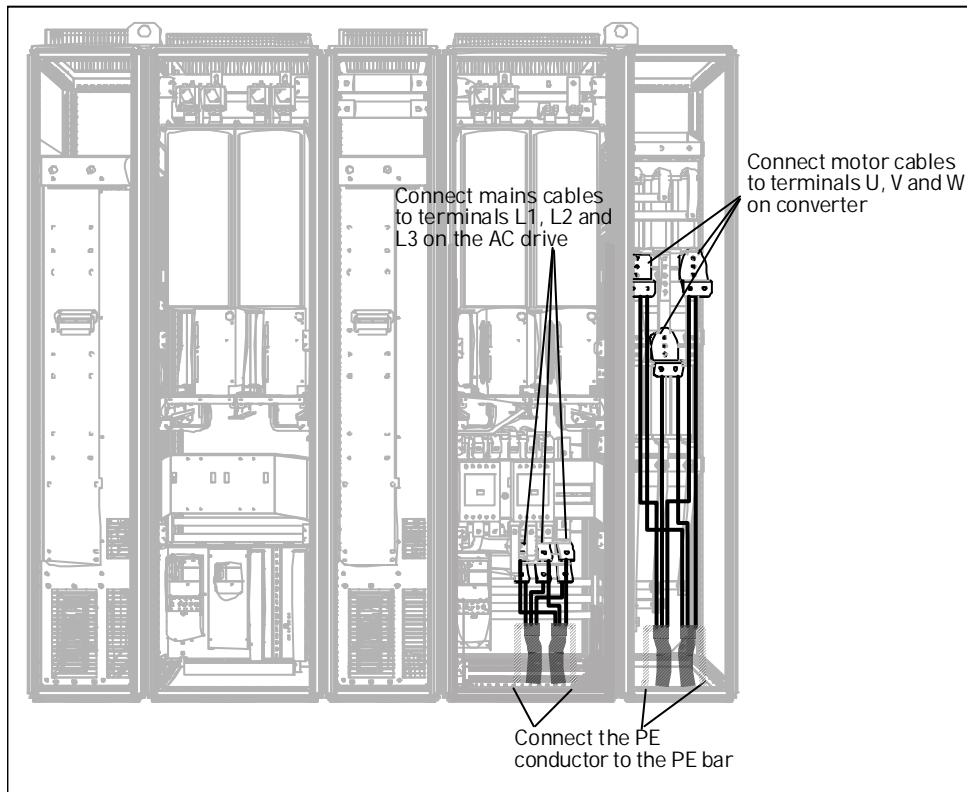 Connect motor cables
to terminals U, V and W
on converter
Connect mains cables
to terminals L1, L2 and
L3 on the AC drive
Connect the PE
conductor to the PE bar